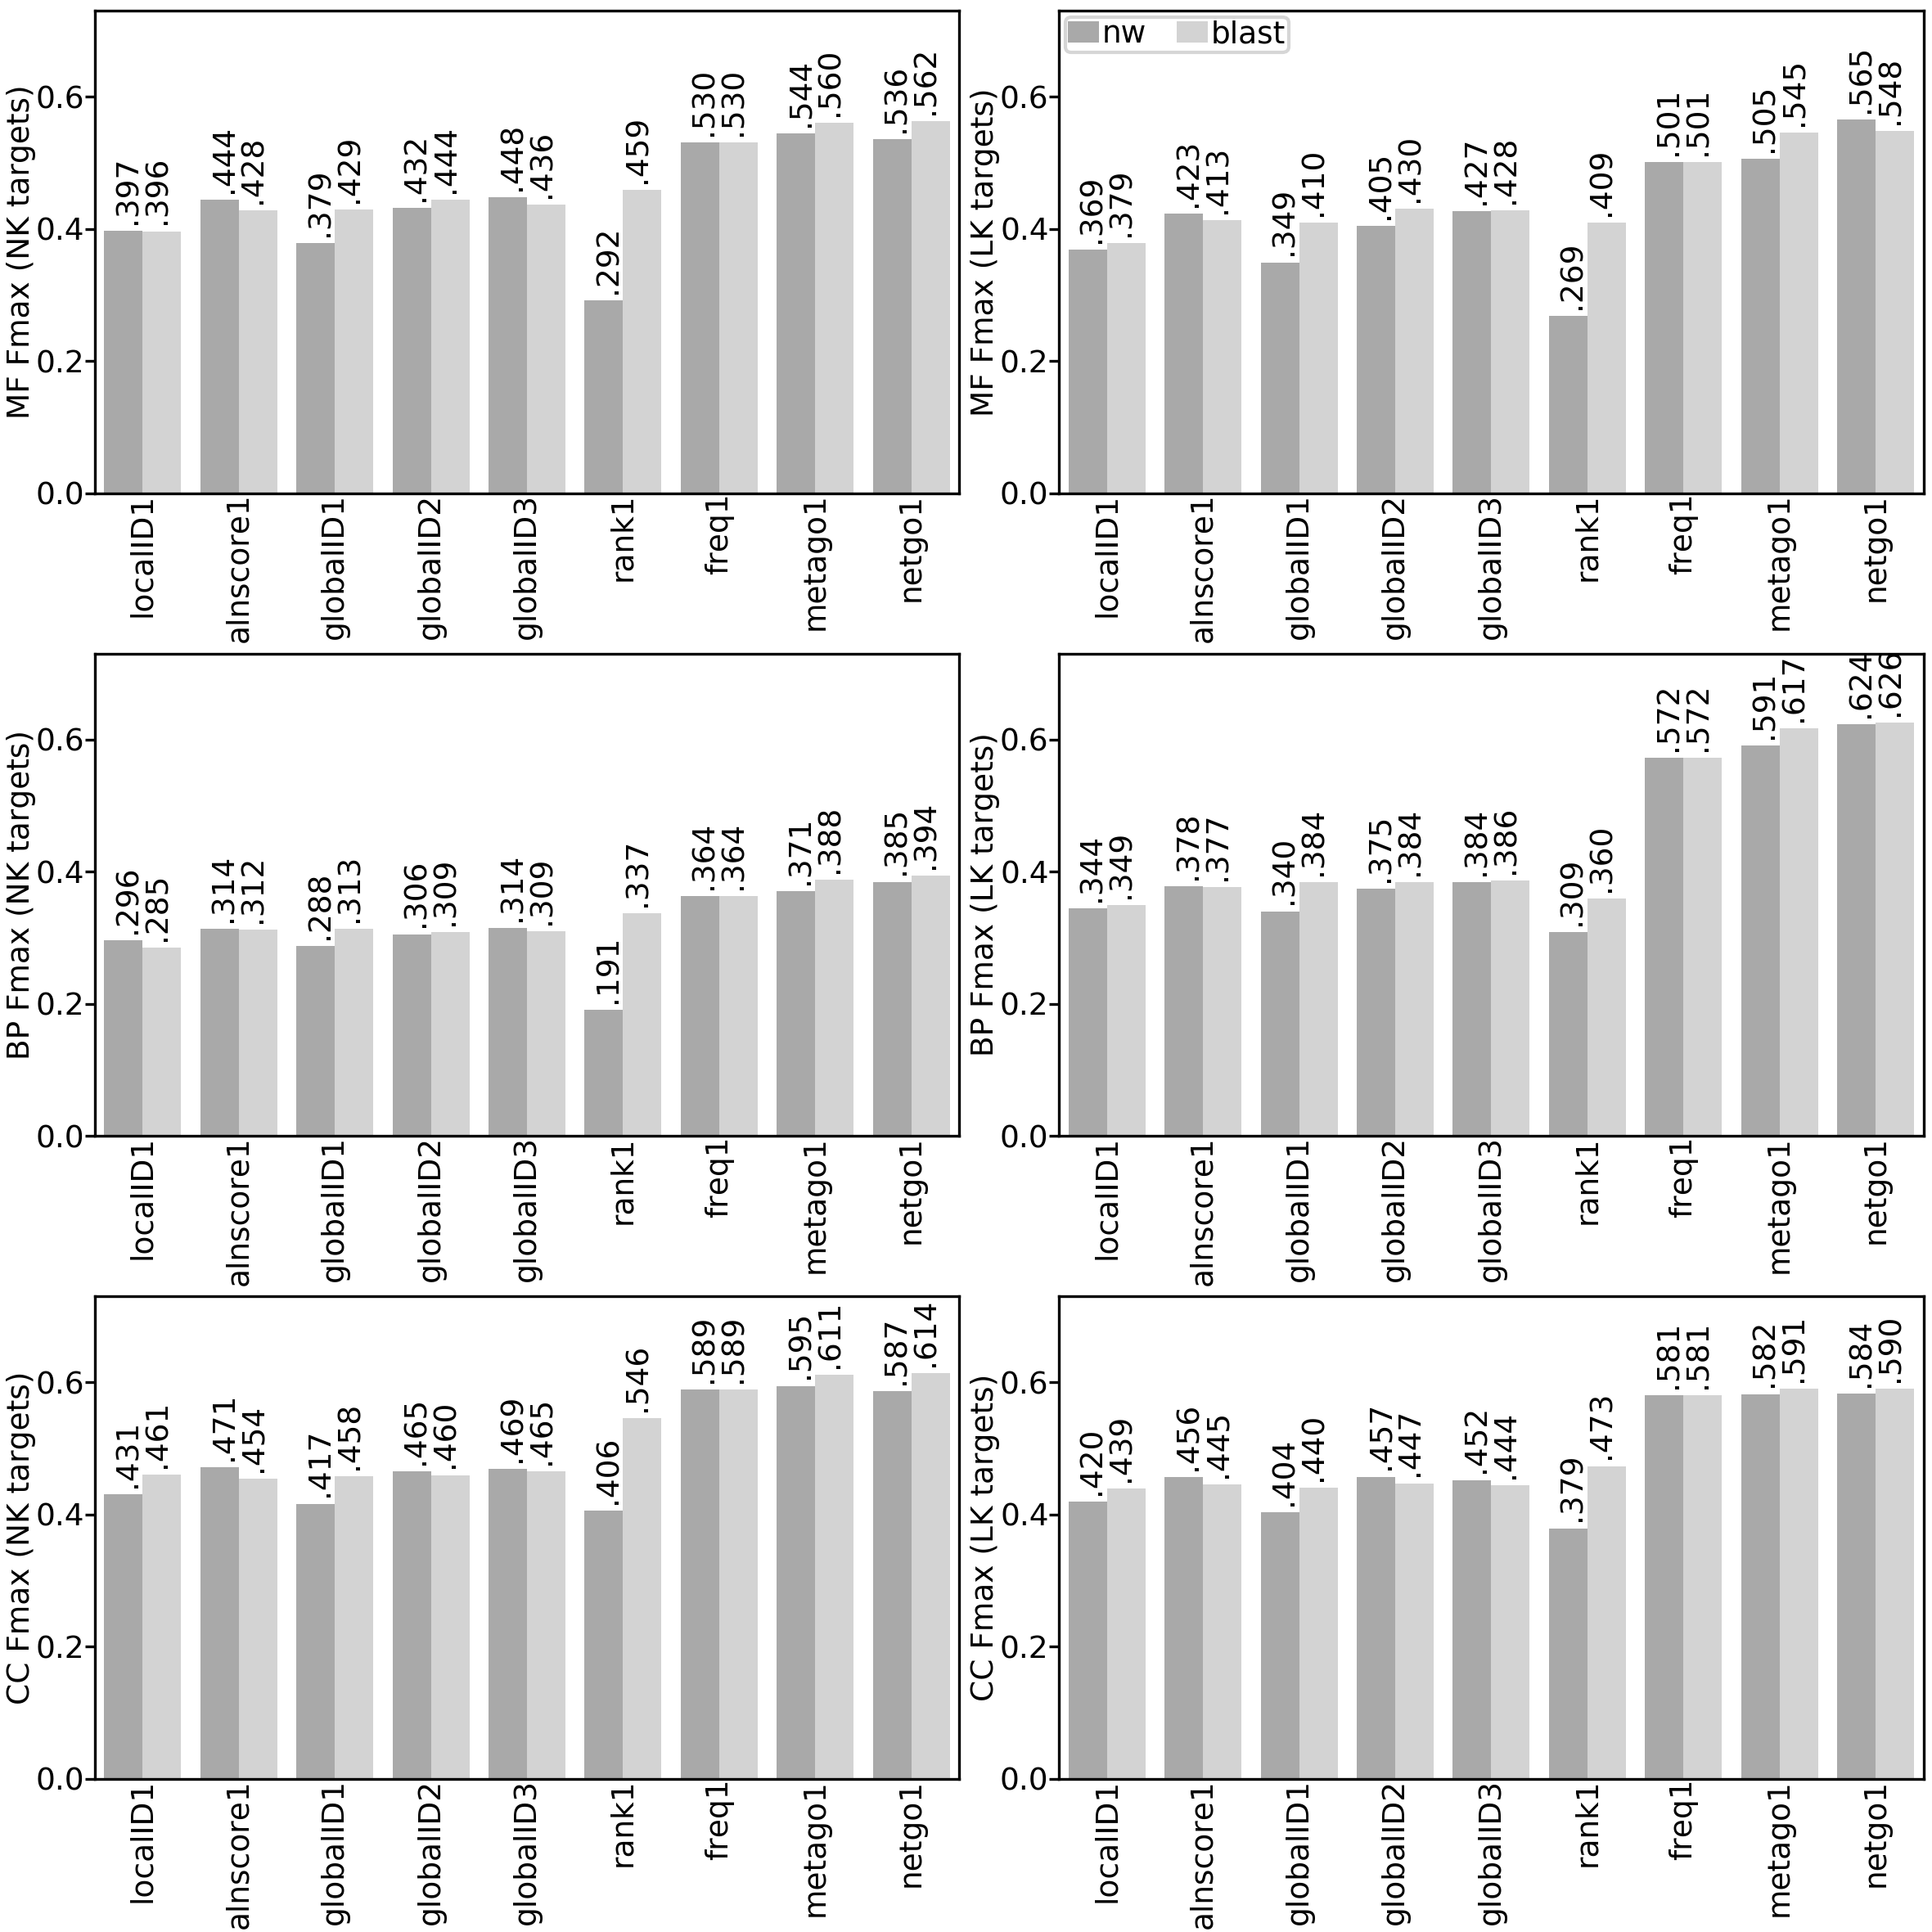 nw blast
MF Fmax (NK targets)
0.6
0.4
0.2
0.0
.397 .396 .444 .428 .379 .429 .432 .444 .448 .436 .292 .459 .530 .530 .544 .560 .536 .562
localID1 alnscore1 globalID1 globalID2 globalID3 rank1 freq1 metago1 netgo1
MF Fmax (LK targets)
0.6
0.4
0.2
0.0
.369 .379 .423 .413 .349 .410 .405 .430 .427 .428 .269 .409 .501 .501 .505 .545 .565 .548
localID1 alnscore1 globalID1 globalID2 globalID3 rank1 freq1 metago1 netgo1
BP Fmax (NK targets)
0.6
0.4
0.2
0.0
.296 .285 .314 .312 .288 .313 .306 .309 .314 .309 .191 .337 .364 .364 .371 .388 .385 .394
localID1 alnscore1 globalID1 globalID2 globalID3 rank1 freq1 metago1 netgo1
BP Fmax (LK targets)
0.6
0.4
0.2
0.0
.344 .349 .378 .377 .340 .384 .375 .384 .384 .386 .309 .360 .572 .572 .591 .617 .624 .626
localID1 alnscore1 globalID1 globalID2 globalID3 rank1 freq1 metago1 netgo1
CC Fmax (NK targets)
0.6
0.4
0.2
0.0
.431 .461 .471 .454 .417 .458 .465 .460 .469 .465 .406 .546 .589 .589 .595 .611 .587 .614
localID1 alnscore1 globalID1 globalID2 globalID3 rank1 freq1 metago1 netgo1
CC Fmax (LK targets)
0.6
0.4
0.2
0.0
.420 .439 .456 .445 .404 .440 .457 .447 .452 .444 .379 .473 .581 .581 .582 .591 .584 .590
localID1 alnscore1 globalID1 globalID2 globalID3 rank1 freq1 metago1 netgo1